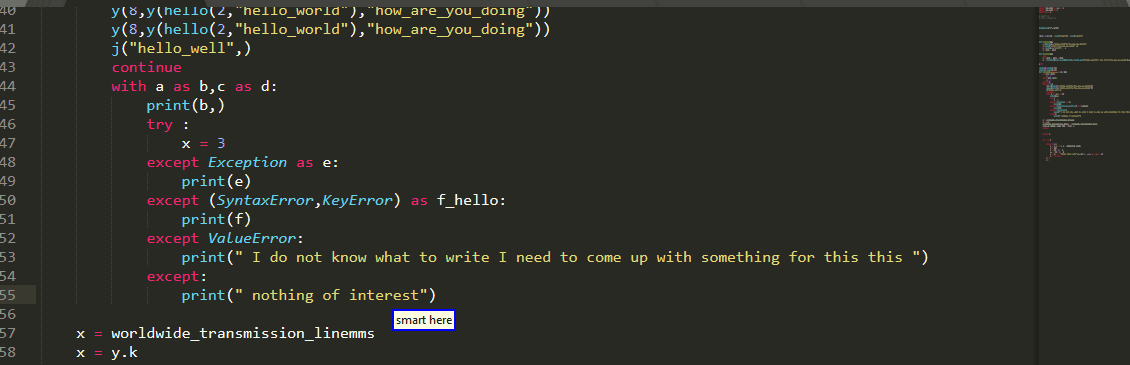 40 y(8,y(hello(2,"hello_world"),"how_are_you_doing"))
41 y(8,y(hello(2,"hello_world"),"how_are_you_doing"))
42 j("hello_well",)
43 continue
44 with a as b,c as d:
45 print(b,)
46 try :
47 x = 3
48 except Exception as e:
49 print(e)
50 except (SyntaxError,KeyError) as f_hello:
51 print(f)
52 except ValueError:
53 print(" I do not know what to write I need to come up with something for this this ")
54 except:
55 print(" nothing of interest")
56
smart here
57 x = worldwide_transmission_linemms
58 x = y.k